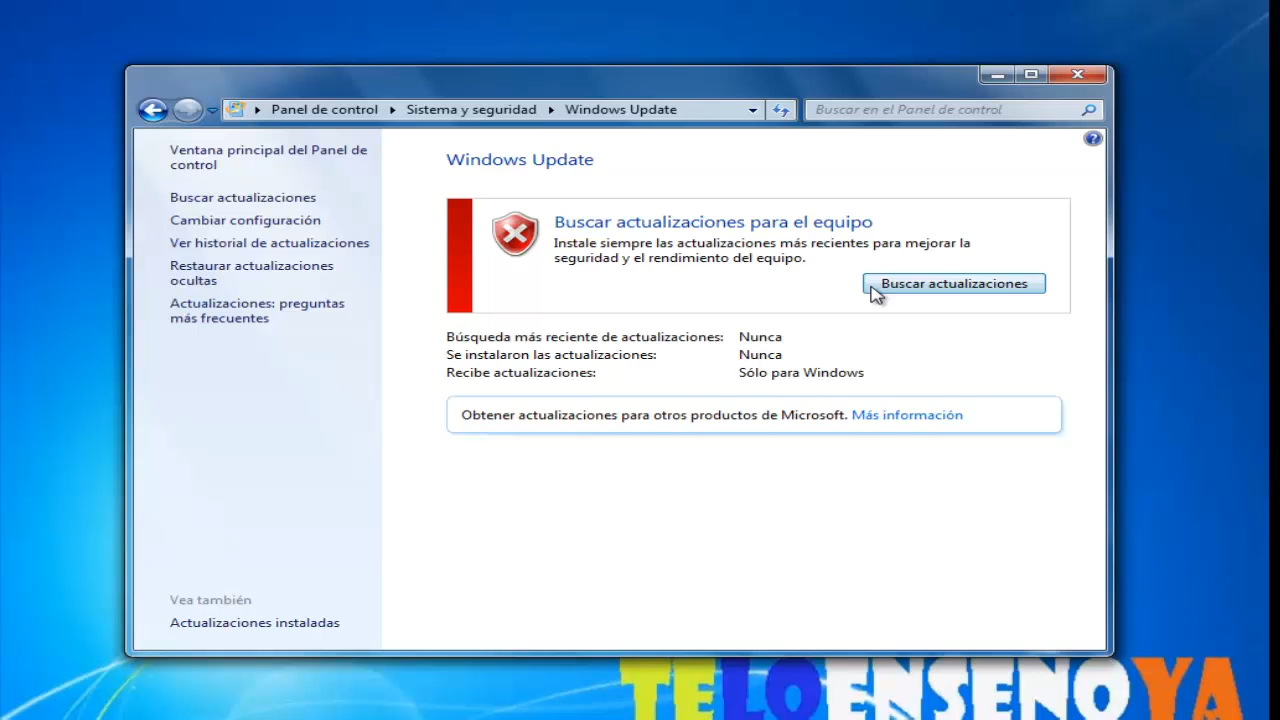 Panel de control
Sistema y seguridad
Windows Update
Buscar en el Panel de control
Ventana principal del Panel de
control
Buscar actualizaciones
Cambiar configuración
Ver historial de actualizaciones
Restaurar actualizaciones
ocultas
Actualizaciones: preguntas
más frecuentes
Vea también
Actualizaciones instaladas
Windows Update
Buscar actualizaciones para el equipo
Instale siempre las actualizaciones más recientes para mejorar la
seguridad y el rendimiento del equipo.
Buscar actualizaciones
Búsqueda más reciente de actualizaciones: Nunca
Se instalaron las actualizaciones: Nunca
Recibe actualizaciones: Sólo para Windows
Obtener actualizaciones para otros productos de Microsoft. Más información
TELOENSENOYA